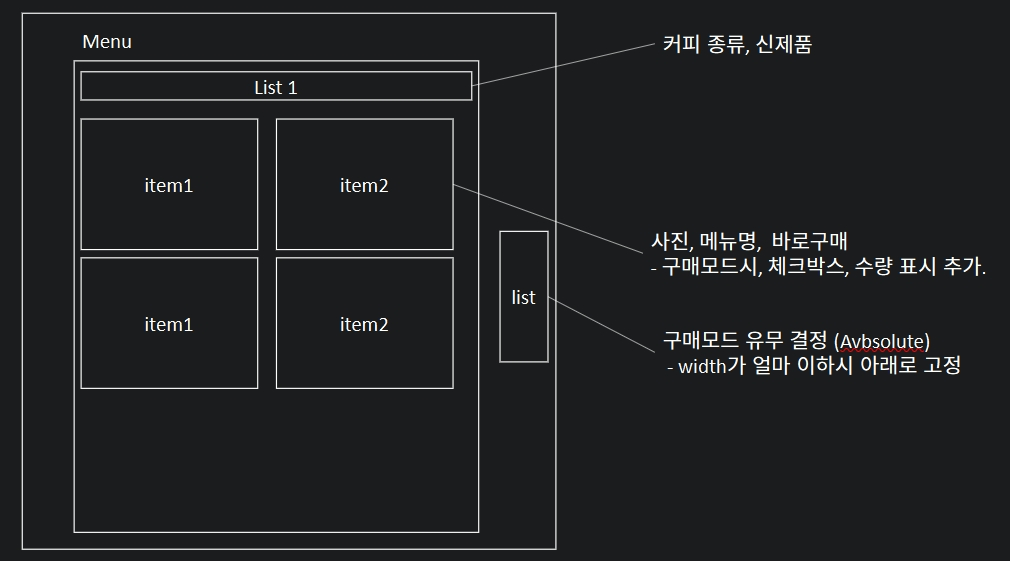 Menu
커피 종류, 신제품
List 1
item1
item2
사진, 메뉴명, 바로구매
- 구매모드시, 체크박스, 수량 표시 추가.
list
item1
item2
구매모드 유무 결정 (Avbsolute)
- width가 얼마 이하시 아래로 고정